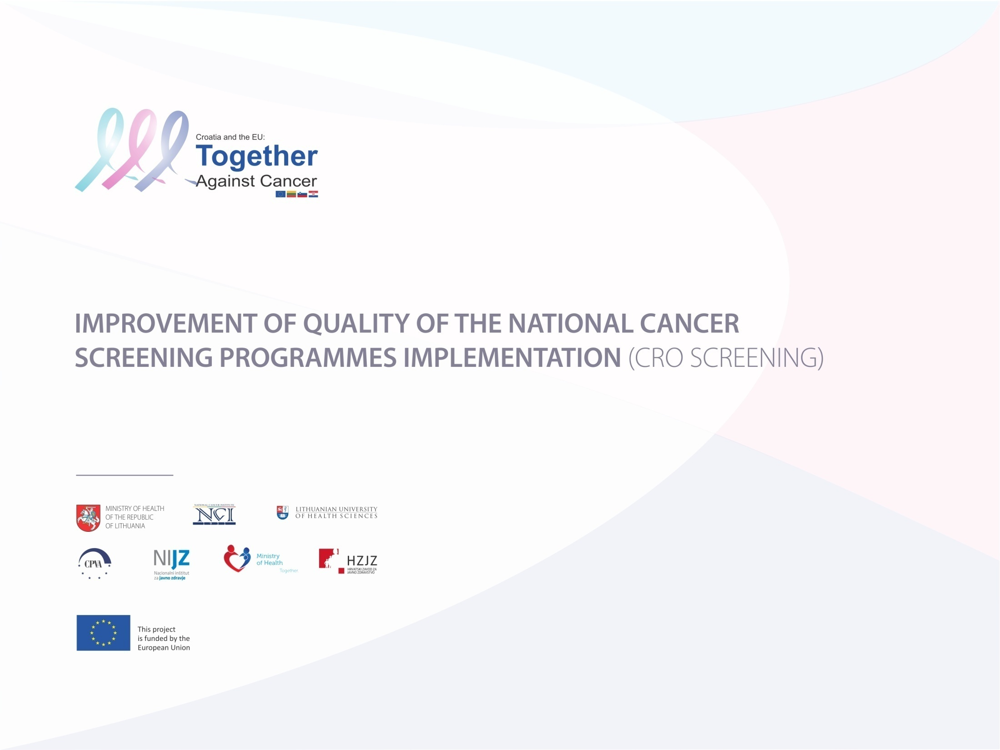 Croatia and the EU:
Together
Against Cancer
IMPROVEMENT OF QUALITY OF THE NATIONAL CANCER
SCREENING PROGRAMMES IMPLEMENTATION (CRO SCREENING)
MINISTRY OF HEALTH
OF THE REPUBLIC
OF LITHUANIA
NATIONAL CANCER INSTITUTE
NCI
LITHUANIAN UNIVERSITY
OF HEALTH SCIENCES
CPVA
NIJZ
Nacionalni inštitut
za javno zdravje
Ministry
of Health
Together.
HZJZ
HRVATSKI ZAVOD ZA
JAVNO ZDRAVSTVO
This project
is funded by the
European Union